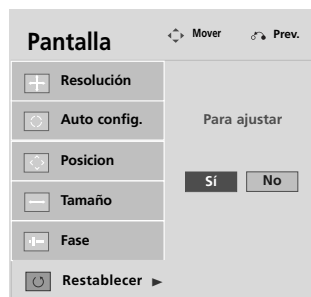 Pantalla
Mover
Prev.
Resolución
Auto config.
Posicion
Tamaño
Fase
Restablecer ►
Para ajustar
Sí
No